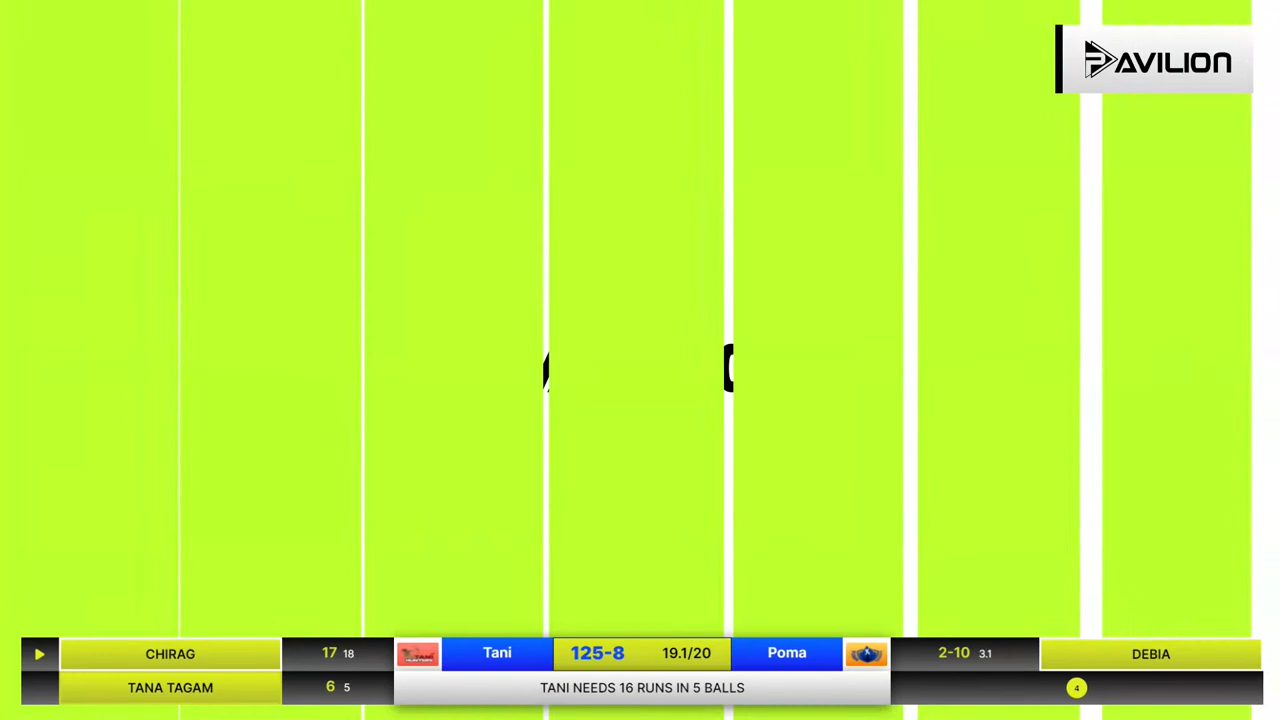 PAVILION
CHIRAG 17 18 Tani 125-8 19.1/20 Poma 2-10 3.1 DEBIA
TANA TAGAM 6 5 TANI NEEDS 16 RUNS IN 5 BALLS 4